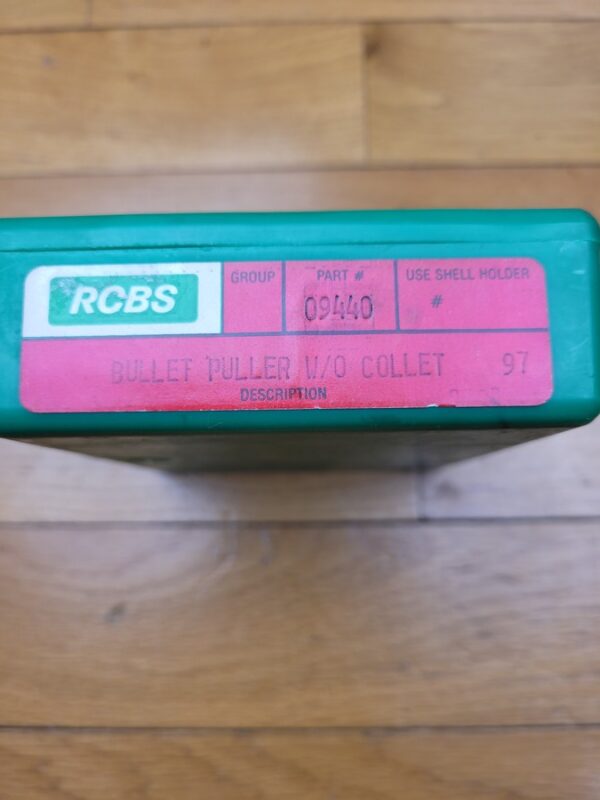 RCBS
GROUP
PART #
USE SHELL HOLDER
09440
#
BULLET PULLER W/O COLLET 97
DESCRIPTION